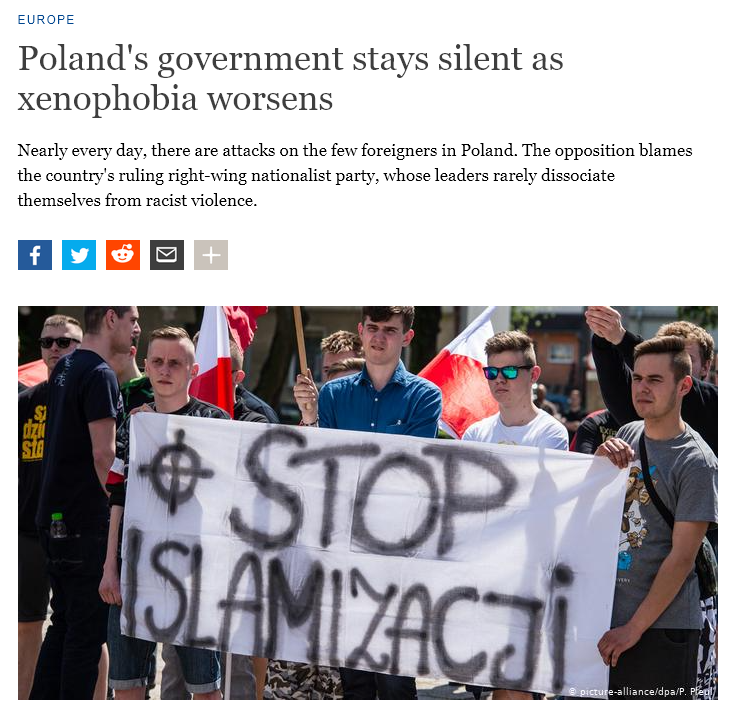 EUROPE
Poland's government stays silent as
xenophobia worsens
Nearly every day, there are attacks on the few foreigners in Poland. The opposition blames
the country's ruling right-wing nationalist party, whose leaders rarely dissociate
themselves from racist violence.
STOP
ISLAMIZACJi
© picture-alliance/dpa/P.